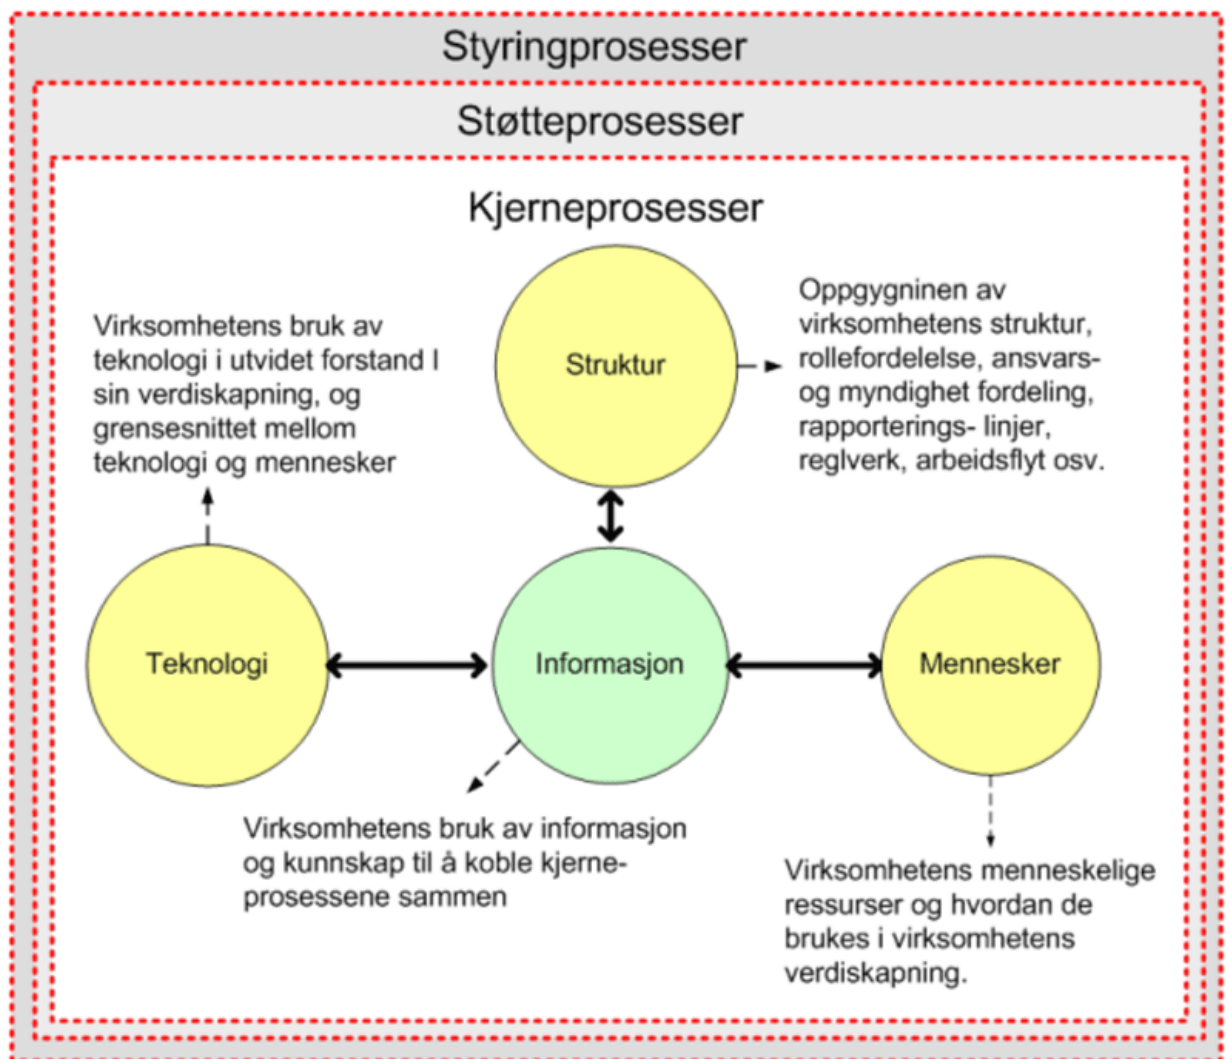 Styringprosesser
Støtteprosesser
Kjerneprosesser
Virksomhetens bruk av
teknologi i utvidet forstand I
sin verdiskapning, og
grensesnittet mellom
teknologi og mennesker
Struktur
Oppgygninen av
virksomhetens struktur,
rollefordelelse, ansvars-
og myndighet fordeling,
rapporterings- linjer,
reglverk, arbeidsflyt osv.
Teknologi
Informasjon
Mennesker
Virksomhetens bruk av informasjon
og kunnskap til å koble kjerne-
prosessene sammen
Virksomhetens menneskelige
ressurser og hvordan de
brukes i virksomhetens
verdiskapning.